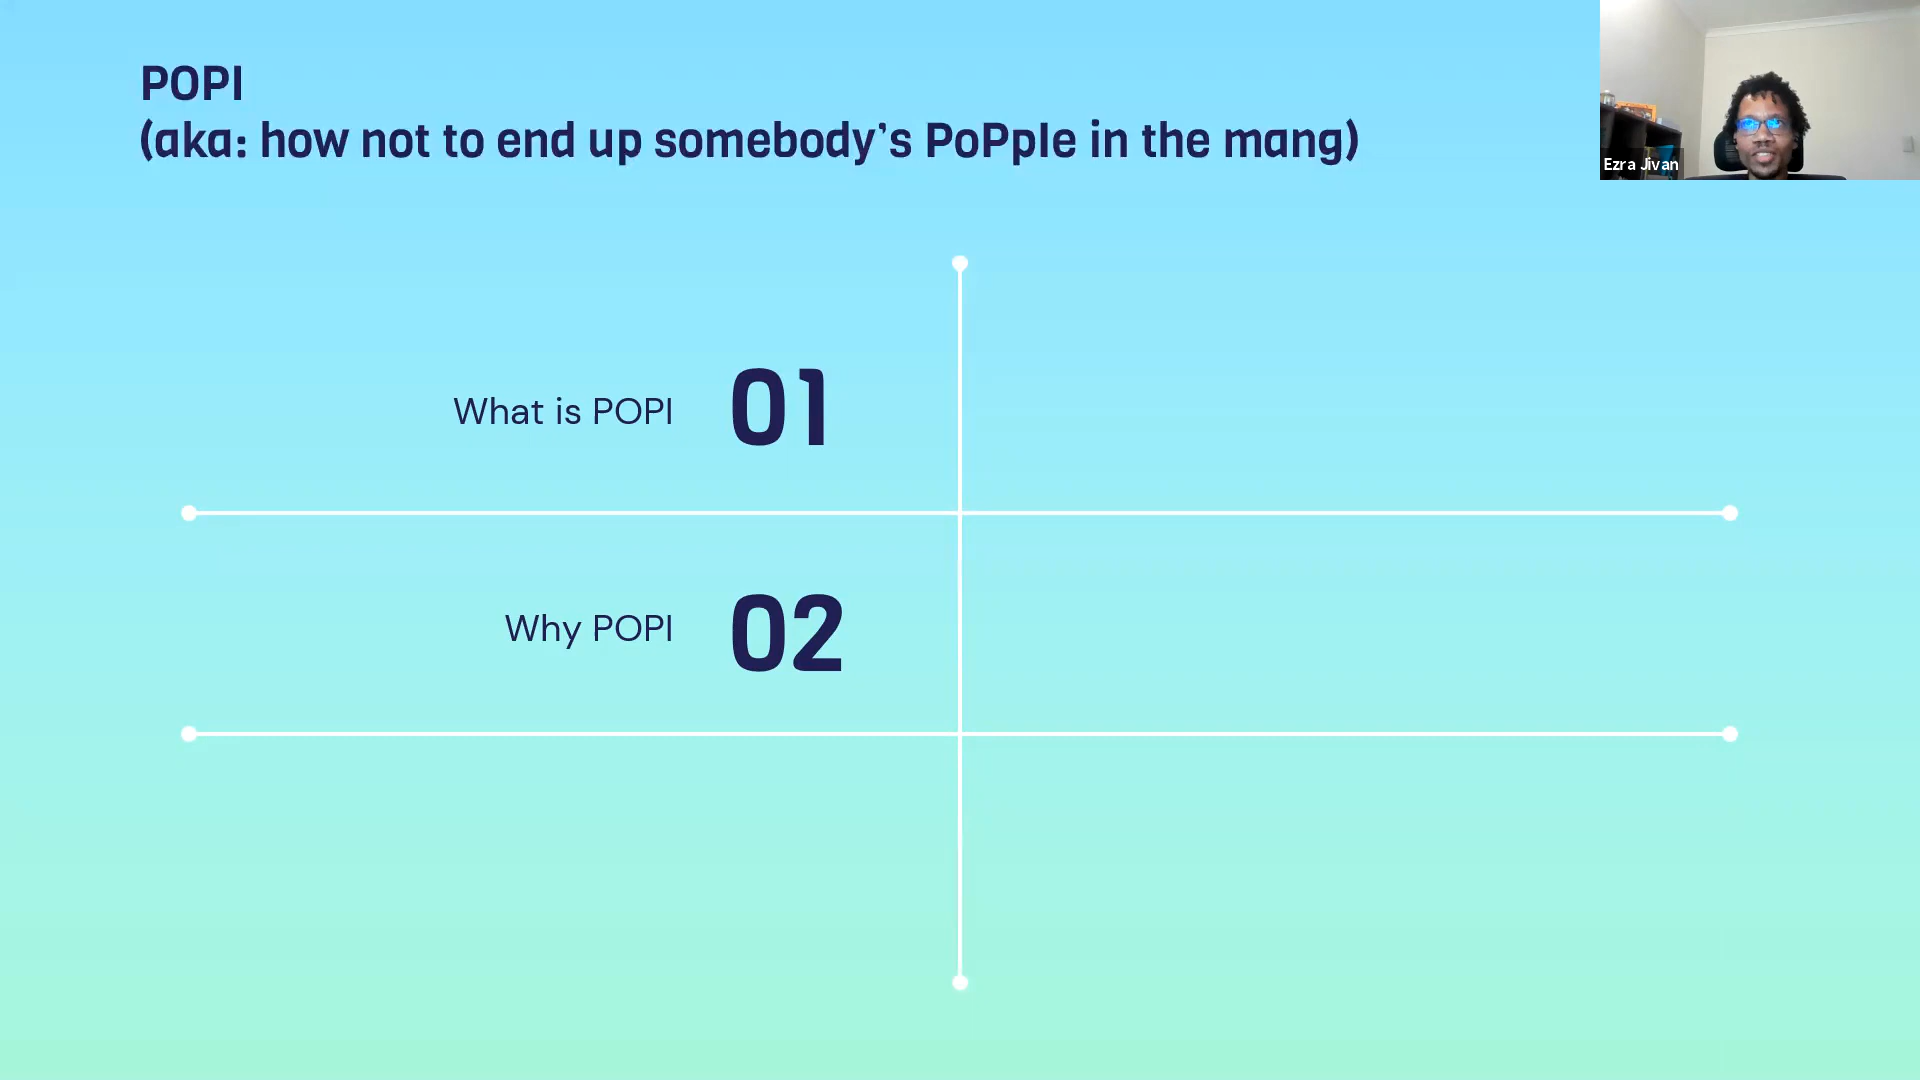 POPI
(aka: how not to end up somebody’s PoPple in the mang)
Ezra Jivan
What is POPI 01
Why POPI 02